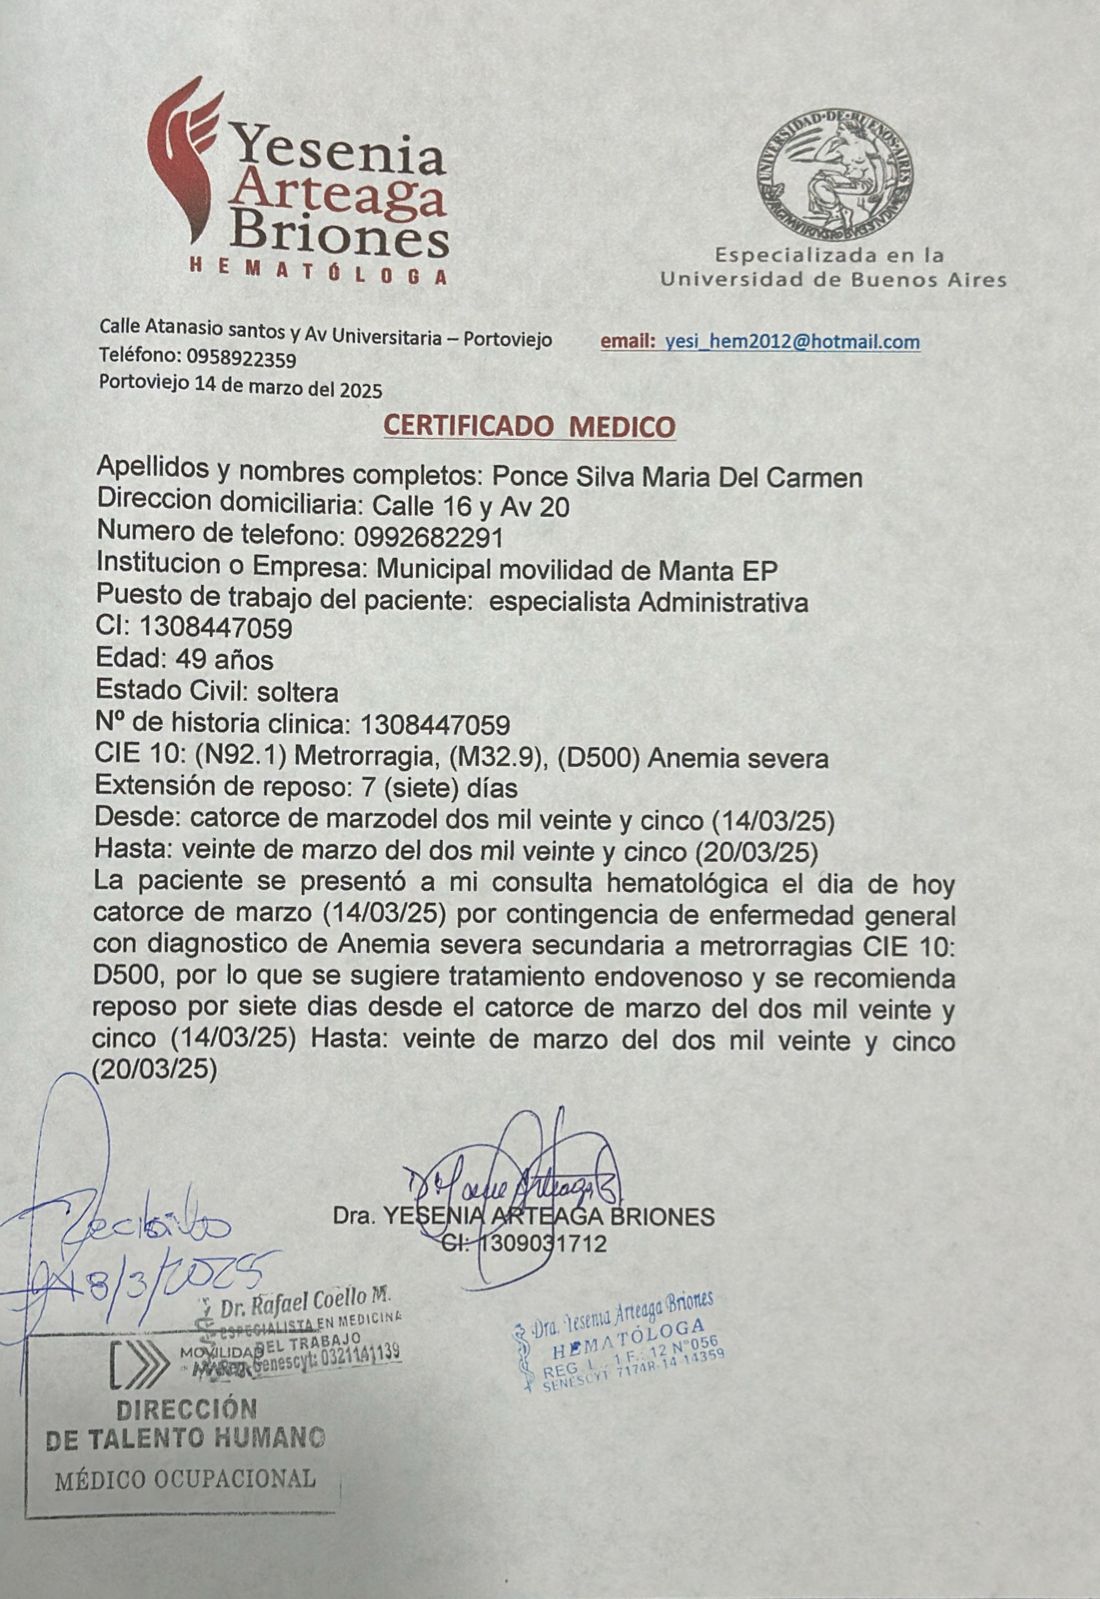 Yesenia
Arteaga
Briones
HEMATÓLOGA
UNIVERSIDAD·DE·BUENOS·AIRES
Especializada en la
Universidad de Buenos Aires
Calle Atanasio santos y Av Universitaria – Portoviejo
email: yesi_hem2012@hotmail.com
Teléfono: 0958922359
Portoviejo 14 de marzo del 2025
CERTIFICADO MEDICO
Apellidos y nombres completos: Ponce Silva Maria Del Carmen
Direccion domiciliaria: Calle 16 y Av 20
Numero de telefono: 0992682291
Institucion o Empresa: Municipal movilidad de Manta EP
Puesto de trabajo del paciente: especialista Administrativa
CI: 1308447059
Edad: 49 años
Estado Civil: soltera
Nº de historia clinica: 1308447059
CIE 10: (N92.1) Metrorragia, (M32.9), (D500) Anemia severa
Extensión de reposo: 7 (siete) días
Desde: catorce de marzodel dos mil veinte y cinco (14/03/25)
Hasta: veinte de marzo del dos mil veinte y cinco (20/03/25)
La paciente se presentó a mi consulta hematológica el dia de hoy
catorce de marzo (14/03/25) por contingencia de enfermedad general
con diagnostico de Anemia severa secundaria a metrorragias CIE 10:
D500, por lo que se sugiere tratamiento endovenoso y se recomienda
reposo por siete dias desde el catorce de marzo del dos mil veinte y
cinco (14/03/25) Hasta: veinte de marzo del dos mil veinte y cinco
(20/03/25)
Dra. YESENIA ARTEAGA BRIONES
CI: 1309031712
Recibido
18/3/2025
Dr. Rafael Coello M.
ESPECIALISTA EN MEDICINA
DEL TRABAJO
Senescyt: 0321141139
MOVILIDAD
DIRECCIÓN
DE TALENTO HUMANO
MÉDICO OCUPACIONAL
Dra. Yesenia Arteaga Briones
HEMATÓLOGA
REG L. 1 F.: 12 N°056
SENESCYT 7174R-14-14359